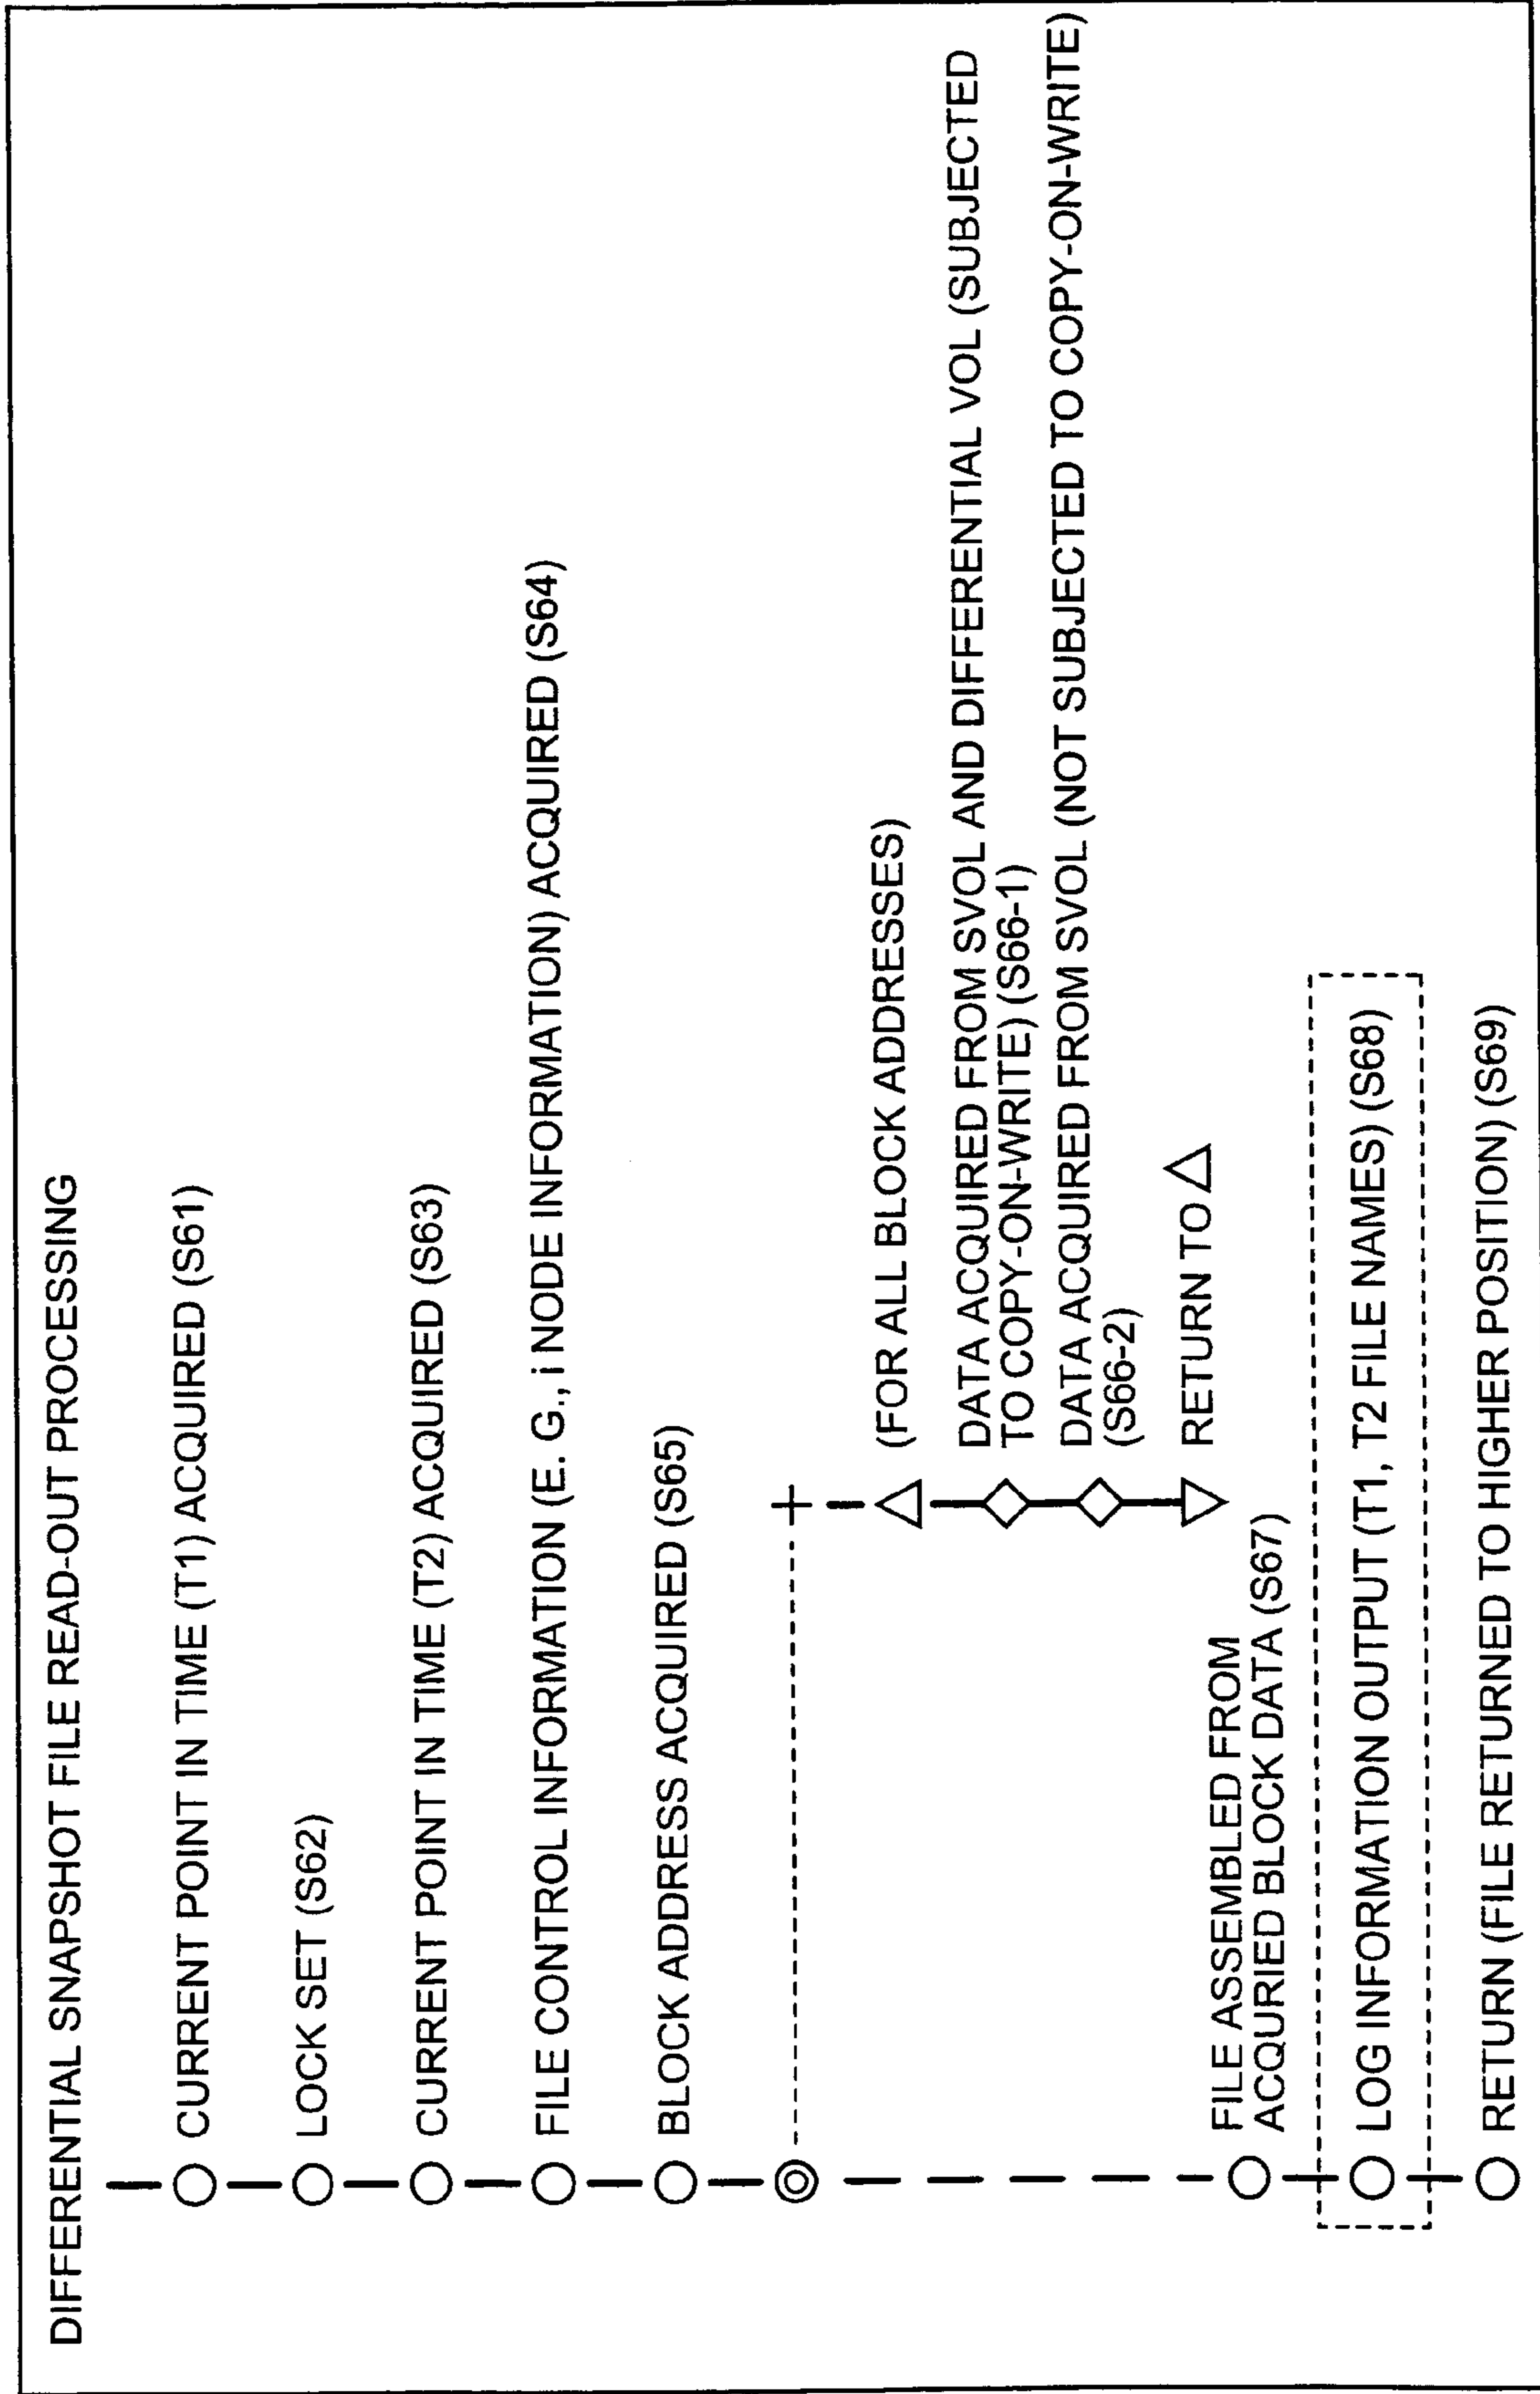 DIFFERENTIAL SNAPSHOT FILE READ-OUT PROCESSING
CURRENT POINT IN TIME (T1) ACQUIRED (S61)
LOCK SET (S62)
CURRENT POINT IN TIME (T2) ACQUIRED (S63)
FILE CONTROL INFORMATION (E. G., i NODE INFORMATION) ACQUIRED (S64)
BLOCK ADDRESS ACQUIRED (S65)
(FOR ALL BLOCK ADDRESSES)
DATA ACQUIRED FROM SVOL AND DIFFERENTIAL VOL (SUBJECTED
TO COPY-ON-WRITE) (S66-1)
DATA ACQUIRED FROM SVOL (NOT SUBJECTED TO COPY-ON-WRITE)
(S66-2)
RETURN TO △
FILE ASSEMBLED FROM
ACQURIED BLOCK DATA (S67)
LOG INFORMATION OUTPUT (T1, T2 FILE NAMES) (S68)
RETURN (FILE RETURNED TO HIGHER POSITION) (S69)